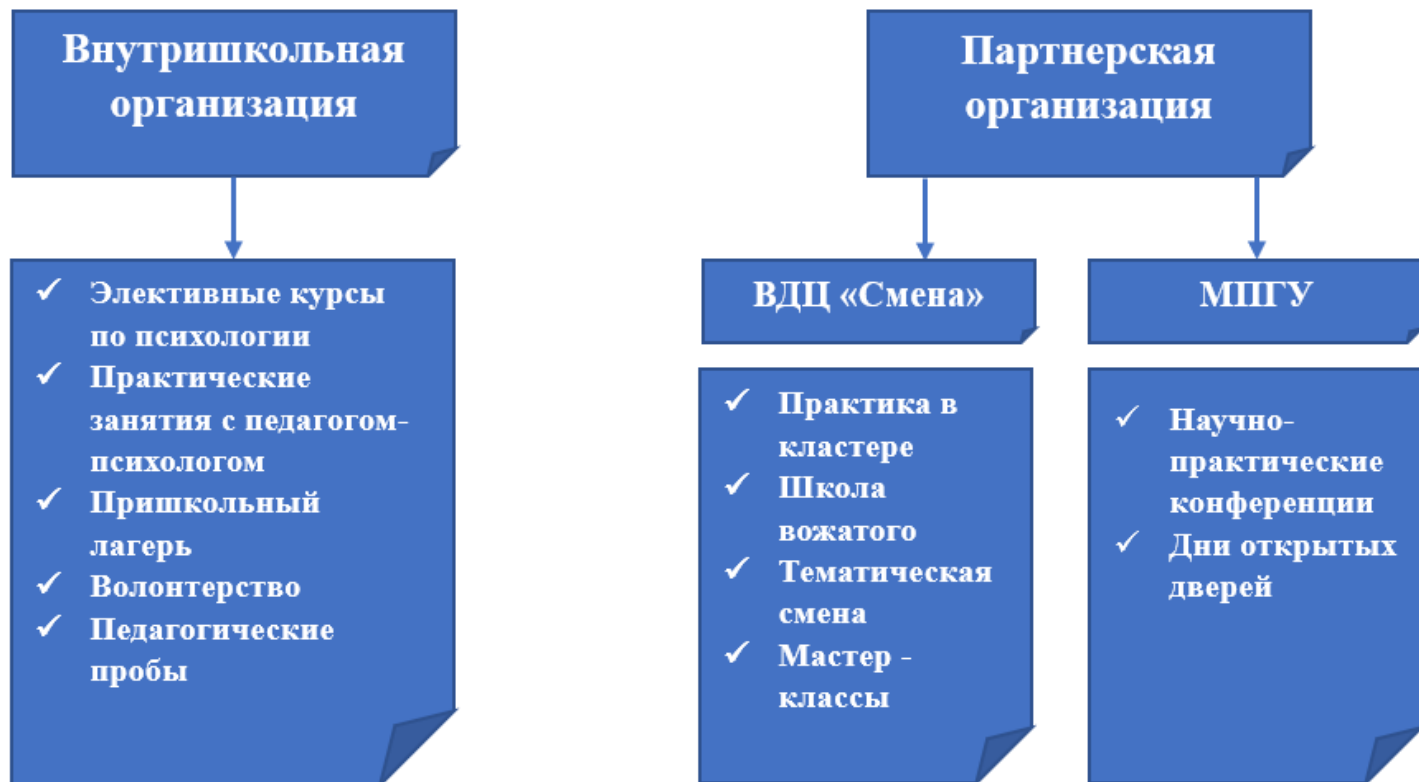 Внутришкольная
организация
Партнерская
организация
✓ Элективные курсы
по психологии
✓ Практические
занятия с педагогом-
психологом
✓ Пришкольный
лагерь
✓ Волонтерство
✓ Педагогические
пробы
ВДЦ «Смена»
✓ Практика в
кластере
✓ Школа
вожатого
✓ Тематическая
смена
✓ Мастер -
классы
МПГУ
✓ Научно-
практические
конференции
✓ Дни открытых
дверей